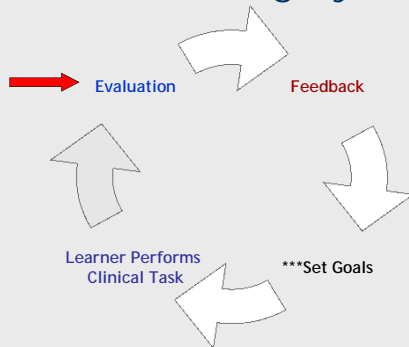 Evaluation
Feedback
Learner Performs
Clinical Task
***Set Goals